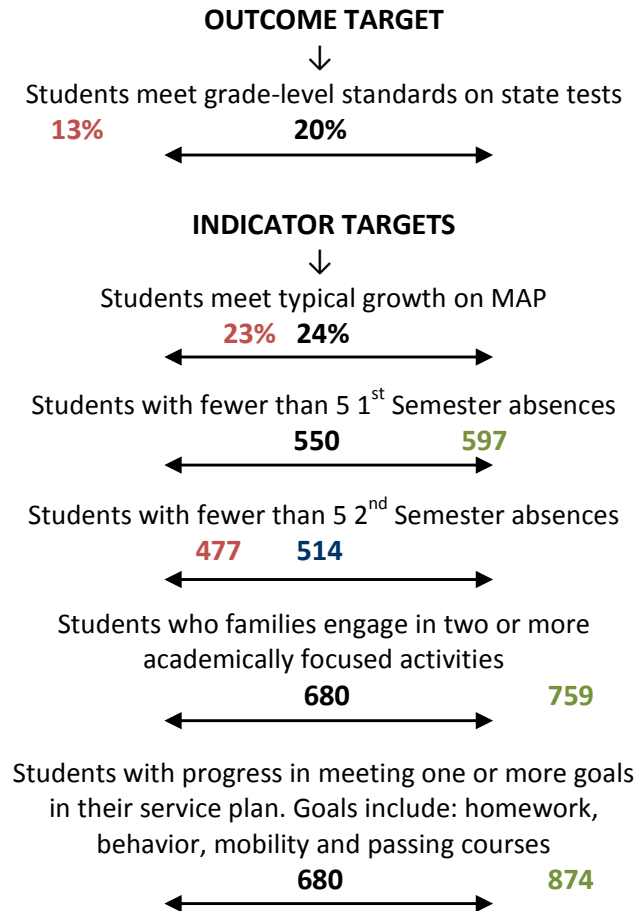 OUTCOME TARGET
↓
Students meet grade-level standards on state tests
13% 20%
INDICATOR TARGETS
↓
Students meet typical growth on MAP
23% 24%
Students with fewer than 5 1st Semester absences
550 597
Students with fewer than 5 2nd Semester absences
477 514
Students who families engage in two or more
academically focused activities
680 759
Students with progress in meeting one or more goals
in their service plan. Goals include: homework,
behavior, mobility and passing courses
680 874